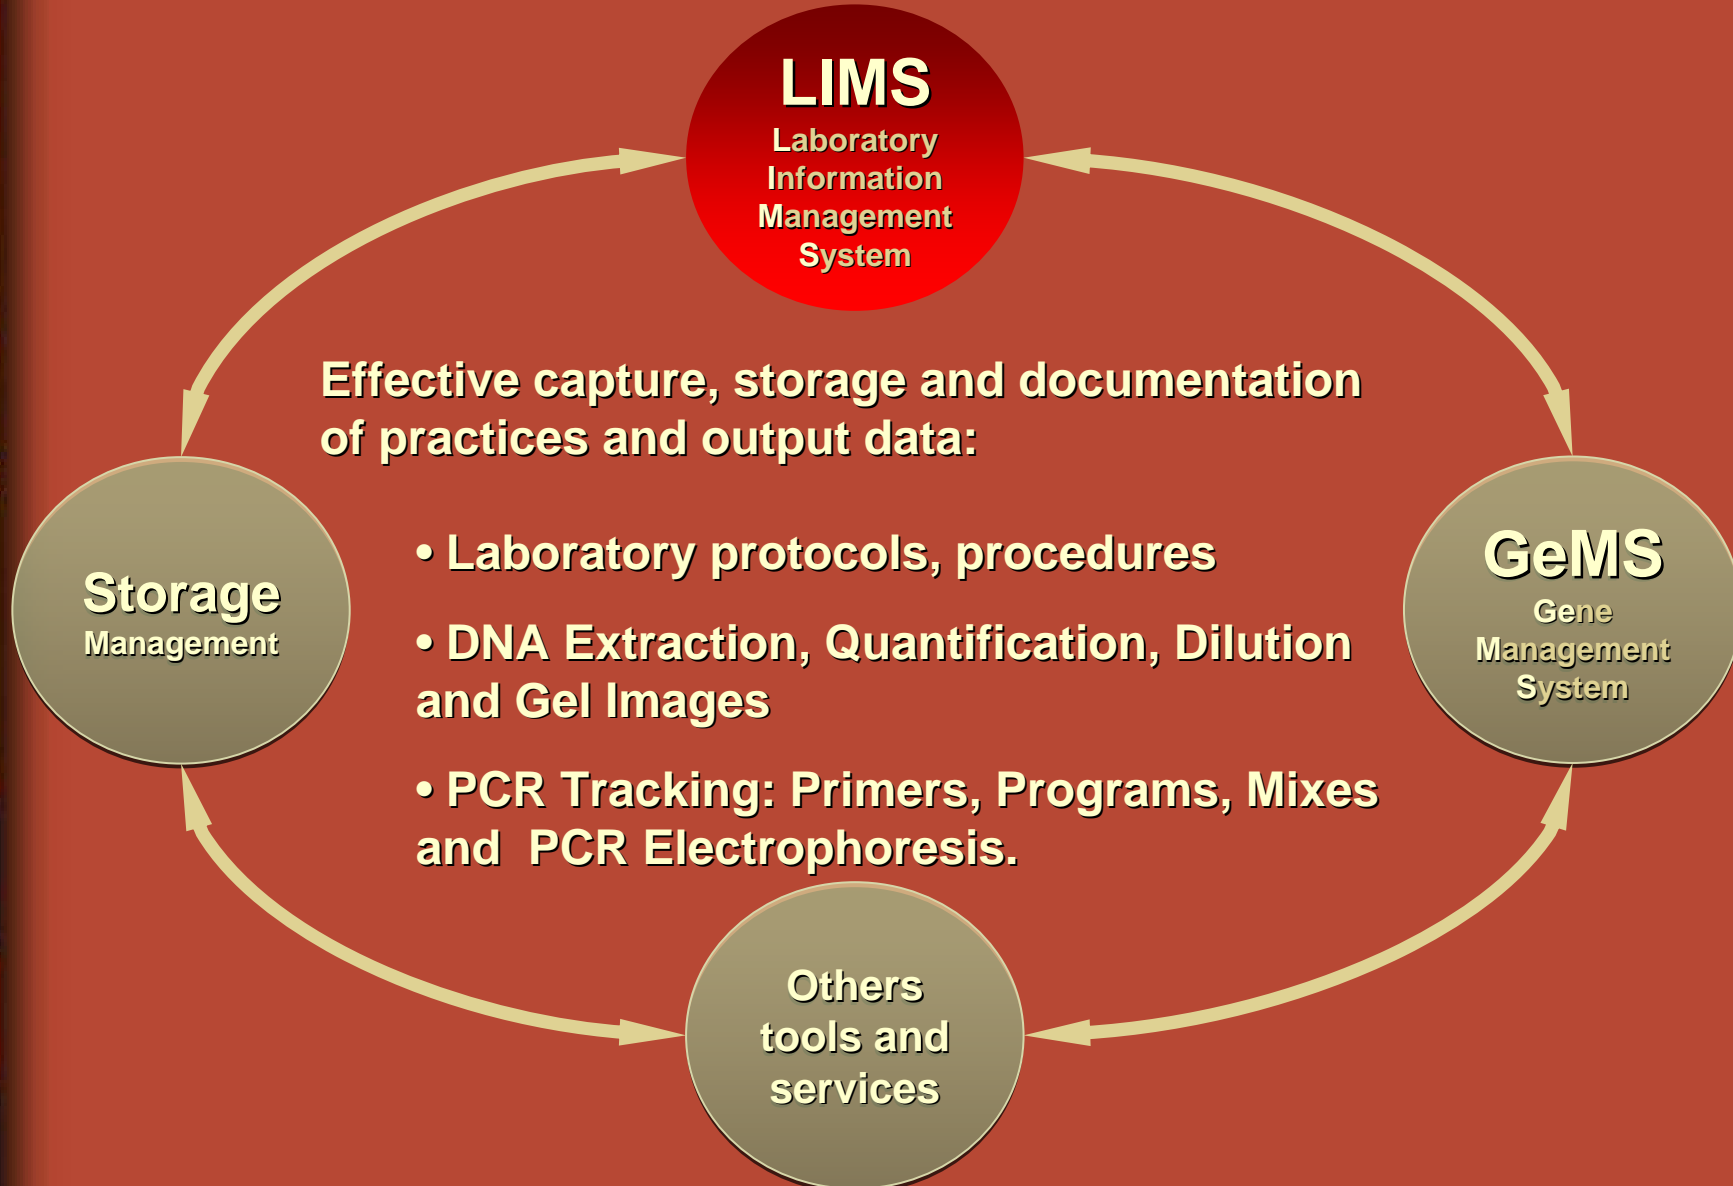 LIMS
Laboratory
Information
Management
System
Effective capture, storage and documentation
of practices and output data:
• Laboratory protocols, procedures
• DNA Extraction, Quantification, Dilution
and Gel Images
• PCR Tracking: Primers, Programs, Mixes
and  PCR Electrophoresis.
Storage
Management
GeMS
Gene
Management
System
Others
tools and
services